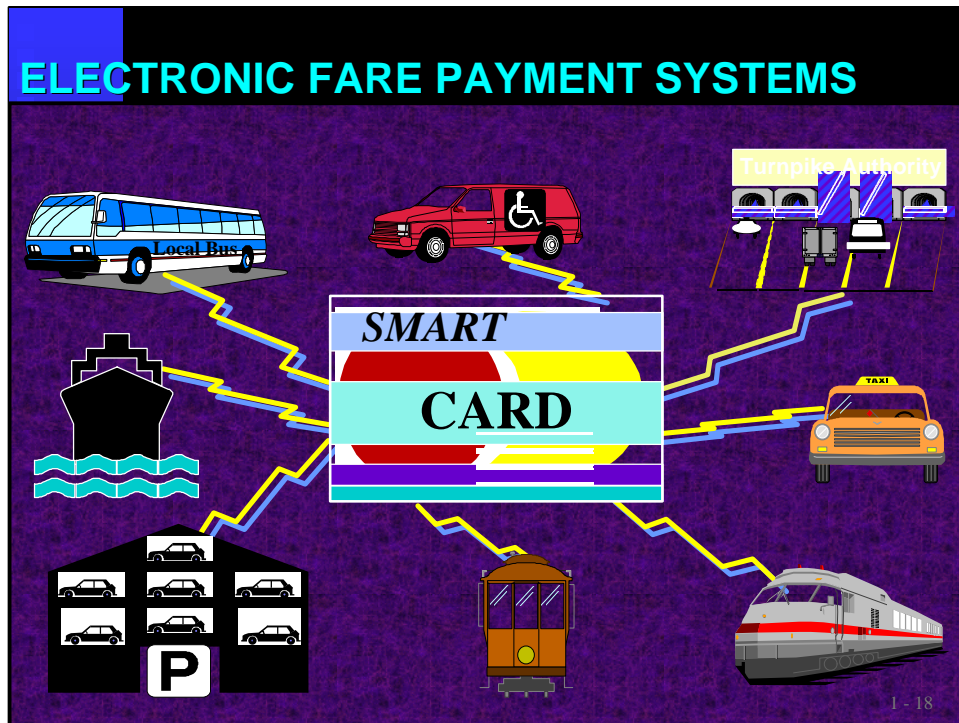 ELECTRONIC FARE PAYMENT SYSTEMS
Turnpike Authority
Local Bus
SMART
TAXI
CARD
P
1 - 18